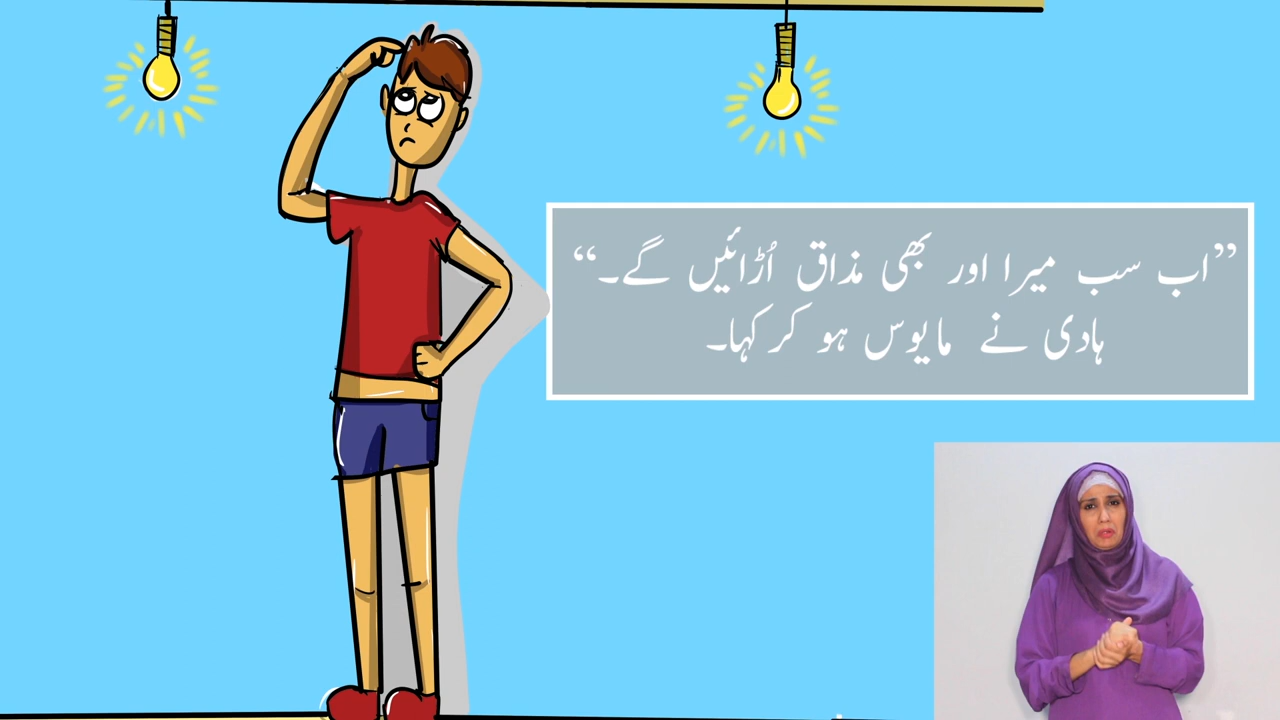 ”اب سب میرا اور بھی مذاق اُڑائیں گے۔“
ہادی نے مایوس ہو کر کہا۔